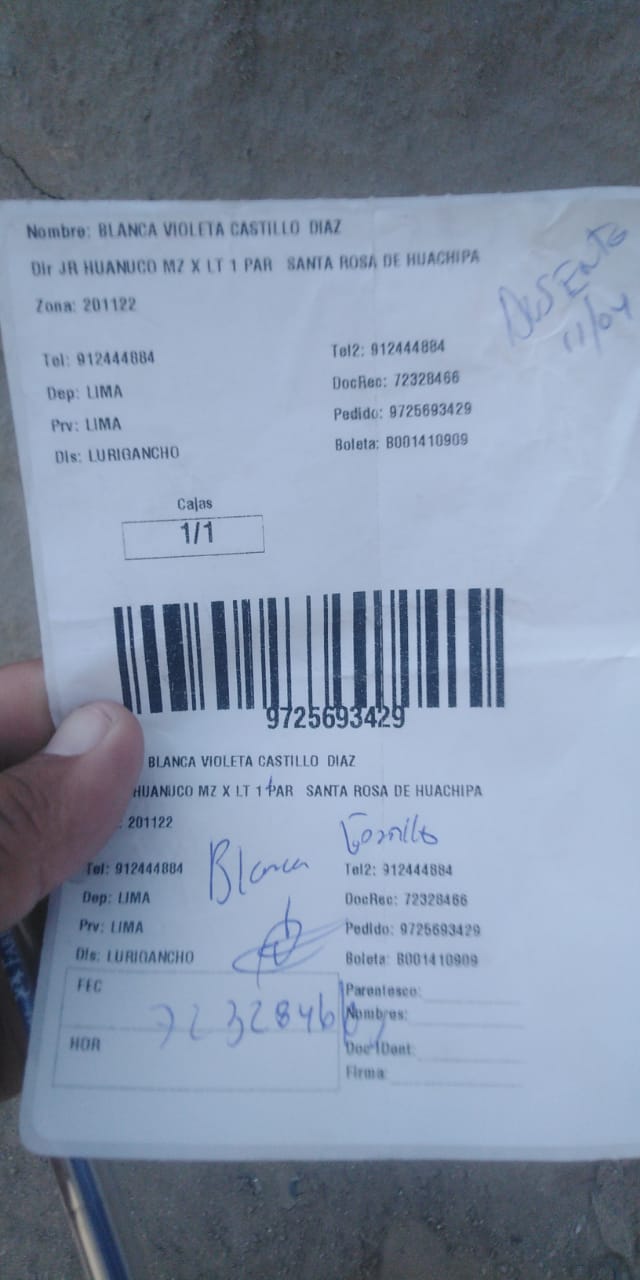 Nombre: BLANCA VIOLETA CASTILLO DIAZ
Dir JR HUANUCO MZ X LT 1 PAR SANTA ROSA DE HUACHIPA
Zona: 201122
11/04
Tel: 912444884 Tel2: 912444884
Dep: LIMA DocRec: 72328466
Prv: LIMA Pedido: 9725693429
Dis: LURIGANCHO Boleta: B001410909
Cajas
1/1
9725693429
BLANCA VIOLETA CASTILLO DIAZ
HUANUCO MZ X LT 1 PAR SANTA ROSA DE HUACHIPA
: 201122
Blanca
Tel: 912444884 Tel2: 912444884
Dep: LIMA DocRec: 72328466
Prv: LIMA Pedido: 9725693429
Dis: LURIGANCHO Boleta: B001410909
FEC Parentesco:
Nombres:
HOR Doc Ident:
Firma: